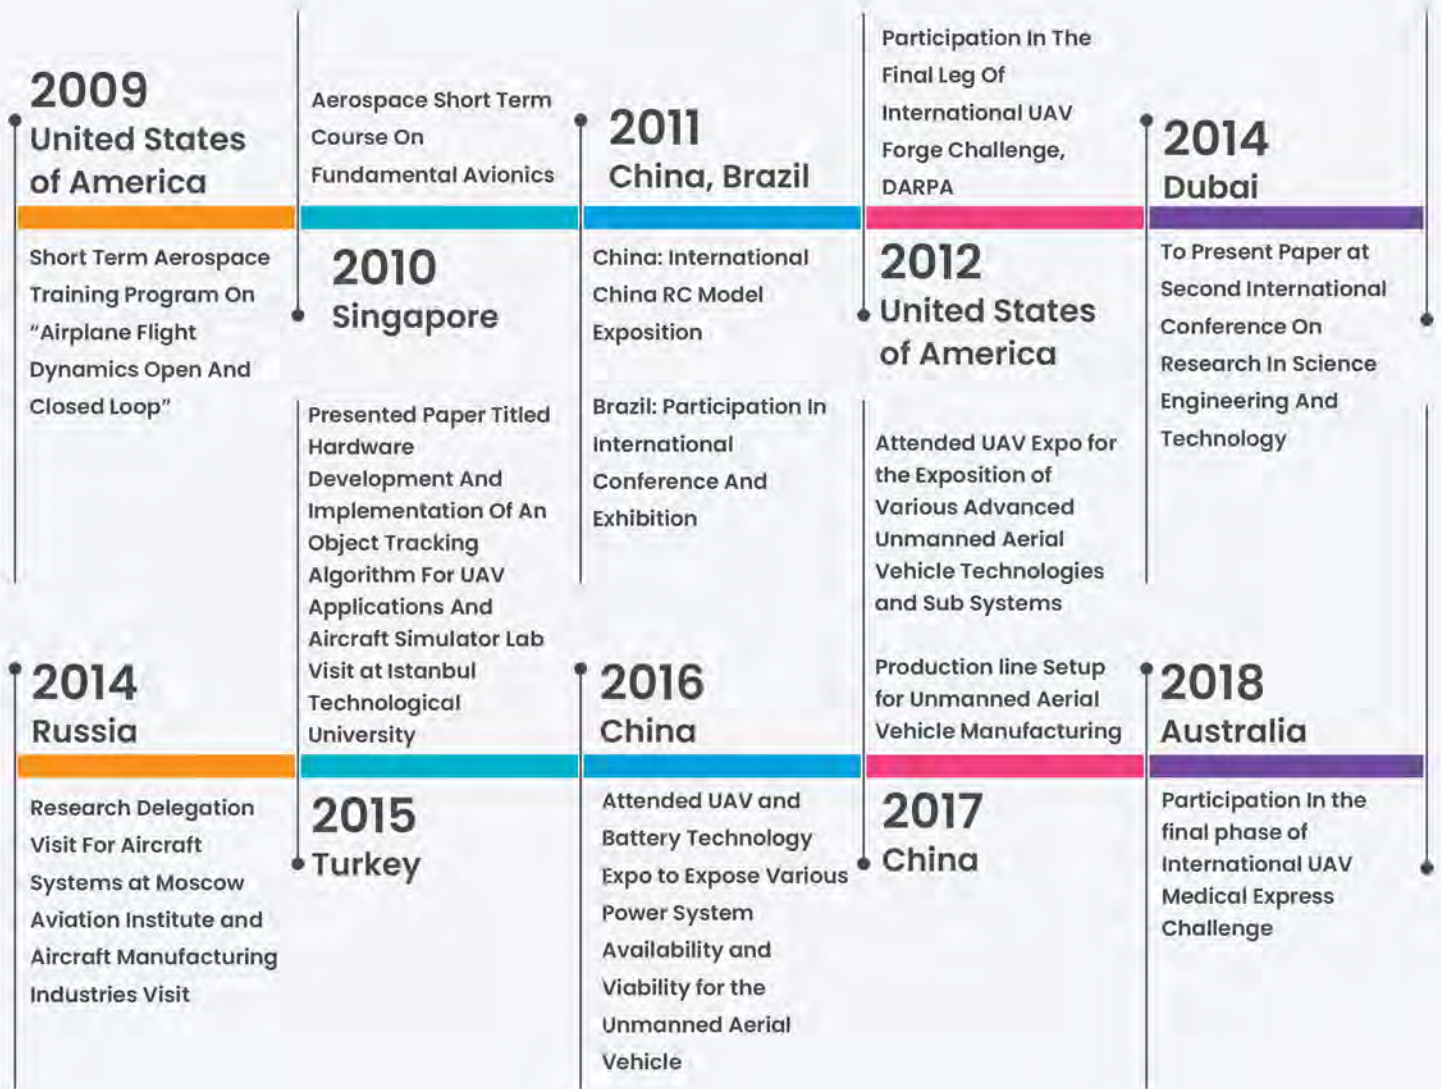 2009
United States
of America
Short Term Aerospace
Training Program On
“Airplane Flight
Dynamics Open And
Closed Loop”
Aerospace Short Term
Course On
Fundamental Avionics
2010
Singapore
2011
China, Brazil
China: International
China RC Model
Exposition
Brazil: Participation In
International
Conference And
Exhibition
Participation In The
Final Leg Of
International UAV
Forge Challenge,
DARPA
2012
United States
of America
2014
Dubai
To Present Paper at
Second International
Conference On
Research In Science
Engineering And
Technology
2014
Russia
Research Delegation
Visit For Aircraft
Systems at Moscow
Aviation Institute and
Aircraft Manufacturing
Industries Visit
Presented Paper Titled
Hardware
Development And
Implementation Of An
Object Tracking
Algorithm For UAV
Applications And
Aircraft Simulator Lab
Visit at Istanbul
Technological
University
2015
Turkey
2016
China
Attended UAV and
Battery Technology
Expo to Expose Various
Power System
Availability and
Viability for the
Unmanned Aerial
Vehicle
Attended UAV Expo for
the Exposition of
Various Advanced
Unmanned Aerial
Vehicle Technologies
and Sub Systems
Production line Setup
for Unmanned Aerial
Vehicle Manufacturing
2017
China
2018
Australia
Participation In the
final phase of
International UAV
Medical Express
Challenge